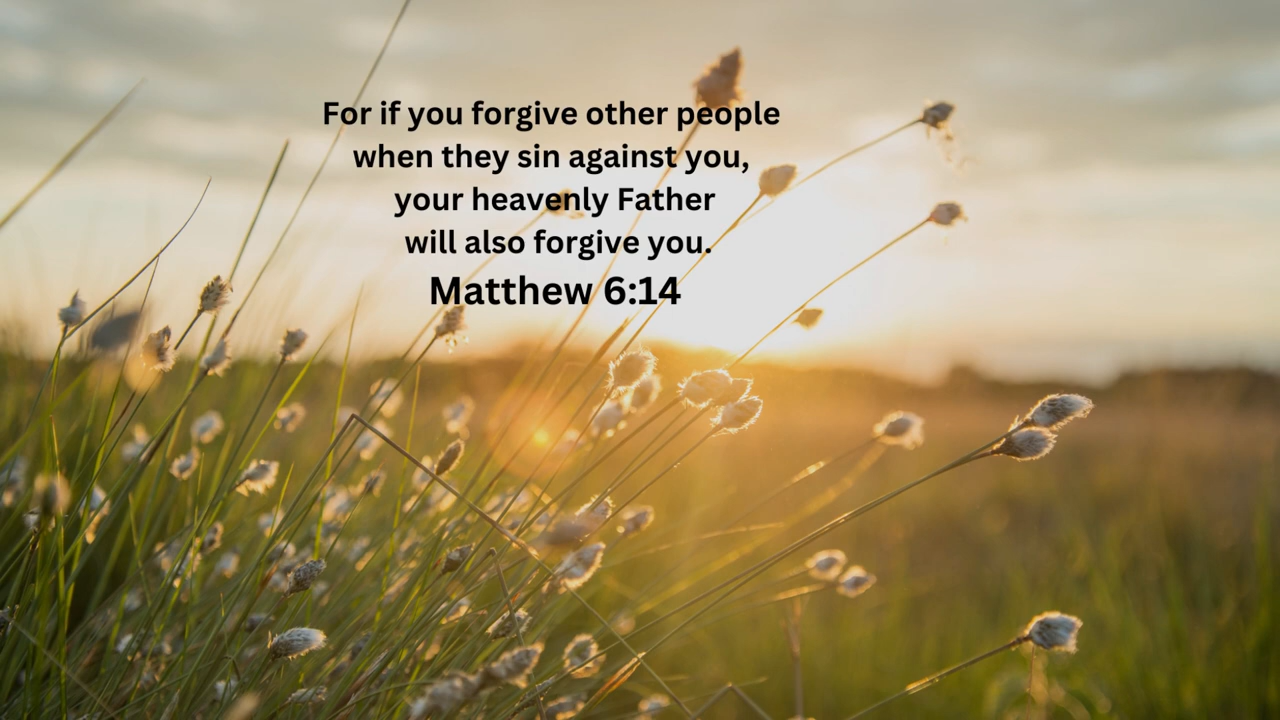 For if you forgive other people
when they sin against you,
your heavenly Father
will also forgive you.
Matthew 6:14